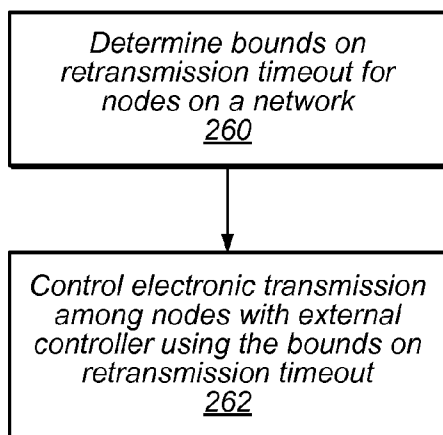 Determine bounds on
retransmission timeout for
nodes on a network
260
Control electronic transmission
among nodes with external
controller using the bounds on
retransmission timeout
262